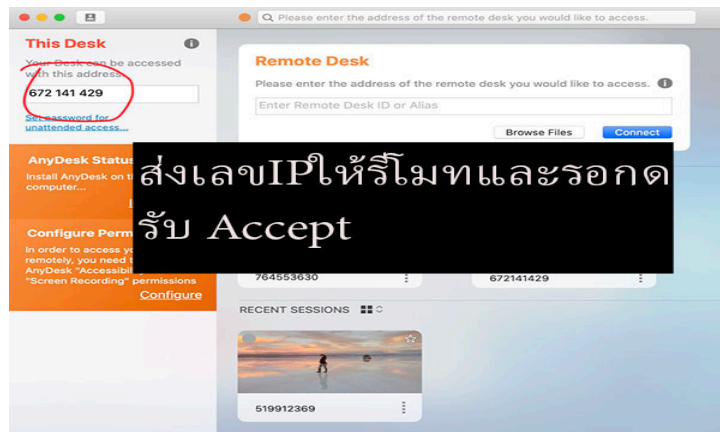 Please enter the address of the remote desk you would like to access.
This Desk
Your Desk can be accessed
with this address.
672 141 429
Set password for
unattended access...
Remote Desk
Please enter the address of the remote desk you would like to access.
Enter Remote Desk ID or Alias
Browse Files
Connect
AnyDesk Status
Install AnyDesk on
computer...
ส่งเลขIPให้รีโมทและรอกด
รับ Accept
Configure Perm
In order to access
remotely, you need
AnyDesk "Accessibil
"Screen Recording" permissions
Configure
764553630
672141429
RECENT SESSIONS
519912369